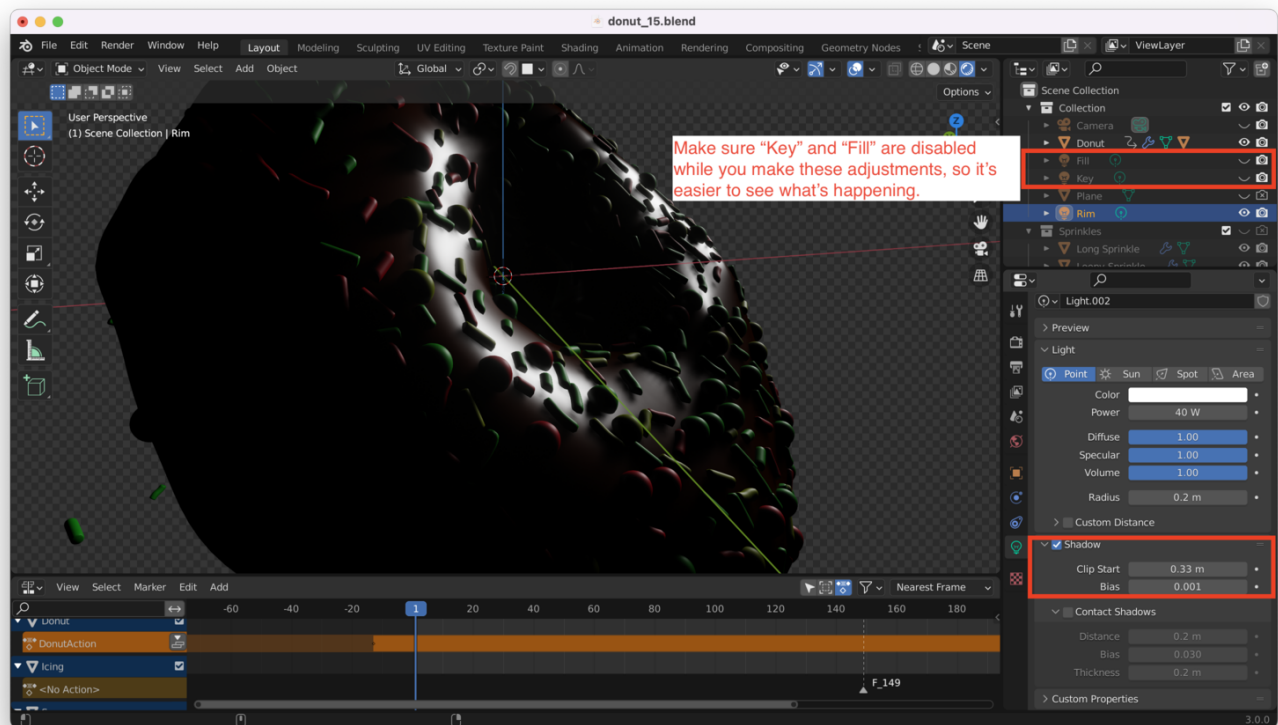 donut_15.blend
File Edit Render Window Help Layout Modeling Sculpting UV Editing Texture Paint Shading Animation Rendering Compositing Geometry Nodes Scene ViewLayer
Object Mode View Select Add Object Global
Options
User Perspective
(1) Scene Collection | Rim
Z
Make sure “Key” and “Fill” are disabled
while you make these adjustments, so it’s
easier to see what’s happening.
Scene Collection
Collection
Camera
Donut
Fill
Key
Plane
Rim
Sprinkles
Long Sprinkle
Light.002
Preview
Light
Point Sun Spot Area
Color
Power 40 W
Diffuse 1.00
Specular 1.00
Volume 1.00
Radius 0.2 m
Custom Distance
Shadow
Clip Start 0.33 m
Bias 0.001
Contact Shadows
Distance 0.2 m
Bias 0.030
Thickness 0.2 m
Custom Properties
View Select Marker Edit Add Nearest Frame
-60 -40 -20 1 20 40 60 80 100 120 140 160 180
Donut
DonutAction
Icing
<No Action>
F_149
3.0.0